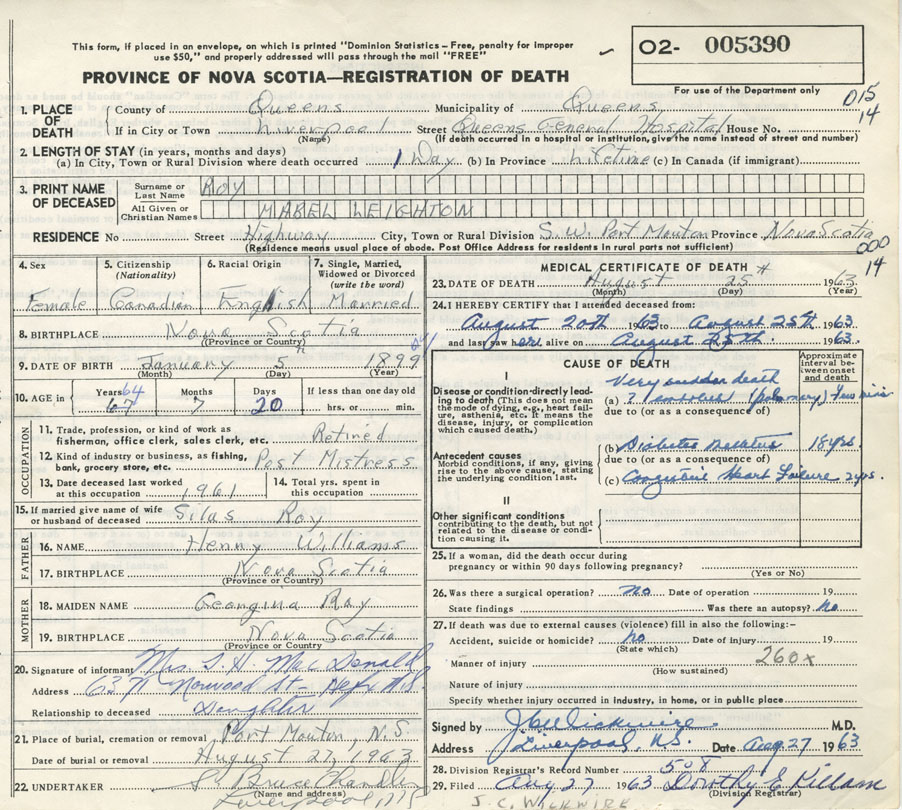 This form, if placed in an envelope, on which is printed "Dominion Statistics – Free, penalty for improper
use $50," and properly addressed will pass through the mail "FREE"
O2- 005390
PROVINCE OF NOVA SCOTIA—REGISTRATION OF DEATH
For use of the Department only
015
14
1. PLACE OF DEATH { County of Queens Municipality of Queens
If in City or Town Liverpool (Name) Street Queens General Hospital House No.
(If death occurred in a hospital or institution, give the name instead of street and number)
2. LENGTH OF STAY (in years, months and days)
(a) In City, Town or Rural Division where death occurred 1 Day (b) In Province Lifetime (c) In Canada (if immigrant)
3. PRINT NAME OF DECEASED
Surname or Last Name ROY
All Given or Christian Names MABEL LEIGHTON
RESIDENCE No Street Highway City, Town or Rural Division S.W. Port Mouton Province Nova Scotia
(Residence means usual place of abode. Post Office Address for residents in rural parts not sufficient)
000
14
4. Sex Female
5. Citizenship (Nationality) Canadian
6. Racial Origin English
7. Single, Married, Widowed or Divorced (write the word) Married
8. BIRTHPLACE Nova Scotia
(Province or Country)
9. DATE OF BIRTH January 5 1899
(Month) (Day) (Year)
64
10. AGE in { Years 64 Months 7 Days 20 If less than one day old
hrs. or min.
OCCUPATION
11. Trade, profession, or kind of work as fisherman, office clerk, sales clerk, etc. Retired
12. Kind of industry or business, as fishing, bank, grocery store, etc. Post Mistress
13. Date deceased last worked at this occupation 1961
14. Total yrs. spent in this occupation
15. If married give name of wife or husband of deceased Silas Roy
FATHER
16. NAME Henry Williams
17. BIRTHPLACE Nova Scotia
(Province or Country)
MOTHER
18. MAIDEN NAME Georgina Ray
19. BIRTHPLACE Nova Scotia
(Province or Country)
20. Signature of informant Mrs S. H. MacDonald
Address Norwood St - Hfx N.S.
Relationship to deceased Daughter
21. Place of burial, cremation or removal Port Mouton, N.S.
Date of burial or removal August 27, 1963
22. UNDERTAKER Bruce Chandler
(Name and address)
Liverpool NS
MEDICAL CERTIFICATE OF DEATH
23. DATE OF DEATH August 25th 1963
(Month) (Day) (Year)
24. I HEREBY CERTIFY that I attended deceased from:
August 20th 1963 to August 25th 1963
and last saw her alive on August 25th 1963
CAUSE OF DEATH
Approximate interval between onset and death
I
Disease or condition-directly leading to death (This does not mean the mode of dying, e.g., heart failure, asthenia, etc. It means the disease, injury, or complication which caused death.)
Very sudden death
(a) ? embolus (pulmonary) few mins
due to (or as a consequence of)
Antecedent causes
Morbid conditions, if any, giving rise to the above cause, stating the underlying condition last.
(b) Diabetes Mellitus 18 yrs.
due to (or as a consequence of)
(c) Congestive Heart Failure 2 yrs.
II
Other significant conditions
contributing to the death, but not related to the disease or condition causing it.
25. If a woman, did the death occur during pregnancy or within 90 days following pregnancy?
(Yes or No)
26. Was there a surgical operation? no Date of operation 19
State findings Was there an autopsy? No
27. If death was due to external causes (violence) fill in also the following:-
Accident, suicide or homicide? no Date of injury 19
(State which)
260x
Manner of injury
(How sustained)
Nature of injury
Specify whether injury occurred in industry, in home, or in public place
Signed by J C Wickwire M.D.
Address Liverpool, N.S. Date Aug 27 1963
28. Division Registrar's Record Number 508
29. Filed Aug 27 1963 Dorothy E Killam
(Division Registrar)
J. C. WICKWIRE